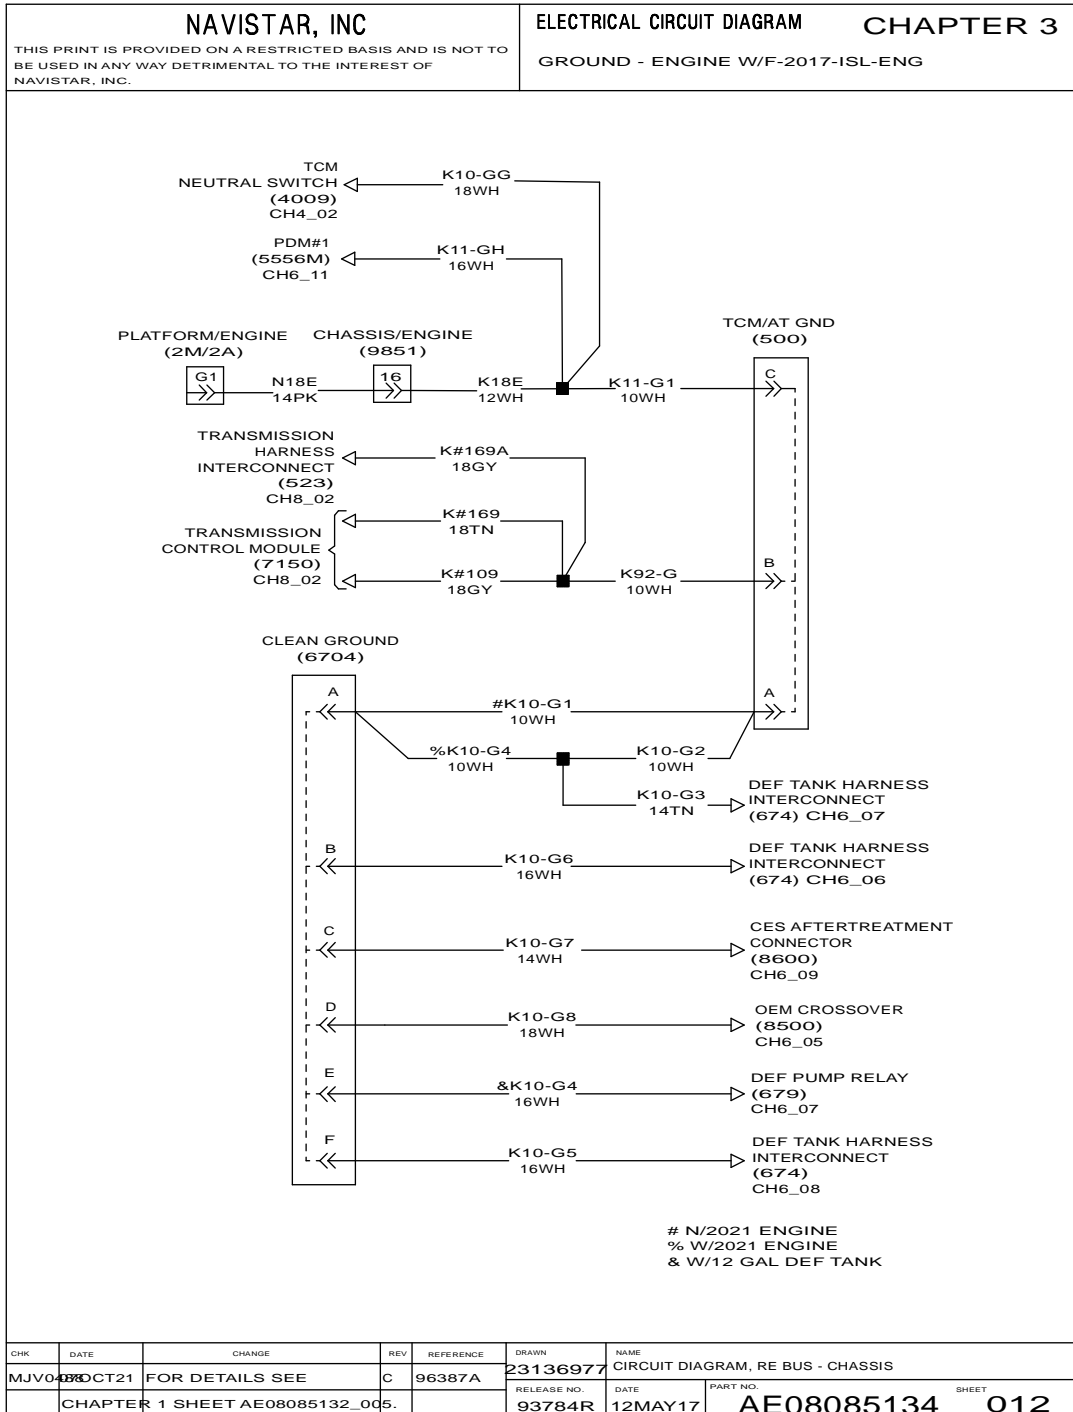 NAVISTAR, INC
THIS PRINT IS PROVIDED ON A RESTRICTED BASIS AND IS NOT TO
BE USED IN ANY WAY DETRIMENTAL TO THE INTEREST OF
NAVISTAR, INC.
ELECTRICAL CIRCUIT DIAGRAM CHAPTER 3
GROUND - ENGINE W/F-2017-ISL-ENG
TCM
NEUTRAL SWITCH
(4009)
CH4_02
K10-GG
18WH
PDM#1
(5556M)
CH6_11
K11-GH
16WH
PLATFORM/ENGINE
(2M/2A)
G1
N18E
14PK
CHASSIS/ENGINE
(9851)
16
K18E
12WH
K11-G1
10WH
TCM/AT GND
(500)
C
TRANSMISSION
HARNESS
INTERCONNECT
(523)
CH8_02
K#169A
18GY
TRANSMISSION
CONTROL MODULE
(7150)
CH8_02
K#169
18TN
K#109
18GY
K92-G
10WH
B
CLEAN GROUND
(6704)
A
#K10-G1
10WH
A
%K10-G4
10WH
K10-G2
10WH
K10-G3
14TN
DEF TANK HARNESS
INTERCONNECT
(674) CH6_07
B
K10-G6
16WH
DEF TANK HARNESS
INTERCONNECT
(674) CH6_06
C
K10-G7
14WH
CES AFTERTREATMENT
CONNECTOR
(8600)
CH6_09
D
K10-G8
18WH
OEM CROSSOVER
(8500)
CH6_05
E
&K10-G4
16WH
DEF PUMP RELAY
(679)
CH6_07
F
K10-G5
16WH
DEF TANK HARNESS
INTERCONNECT
(674)
CH6_08
# N/2021 ENGINE
% W/2021 ENGINE
& W/12 GAL DEF TANK
CHK DATE CHANGE REV REFERENCE
FOR DETAILS SEE C 96387A
CHAPTER 1 SHEET AE08085132_005.
DRAWN
23136977
NAME
CIRCUIT DIAGRAM, RE BUS - CHASSIS
RELEASE NO.
93784R
DATE
12MAY17
PART NO.
AE08085134
SHEET
012